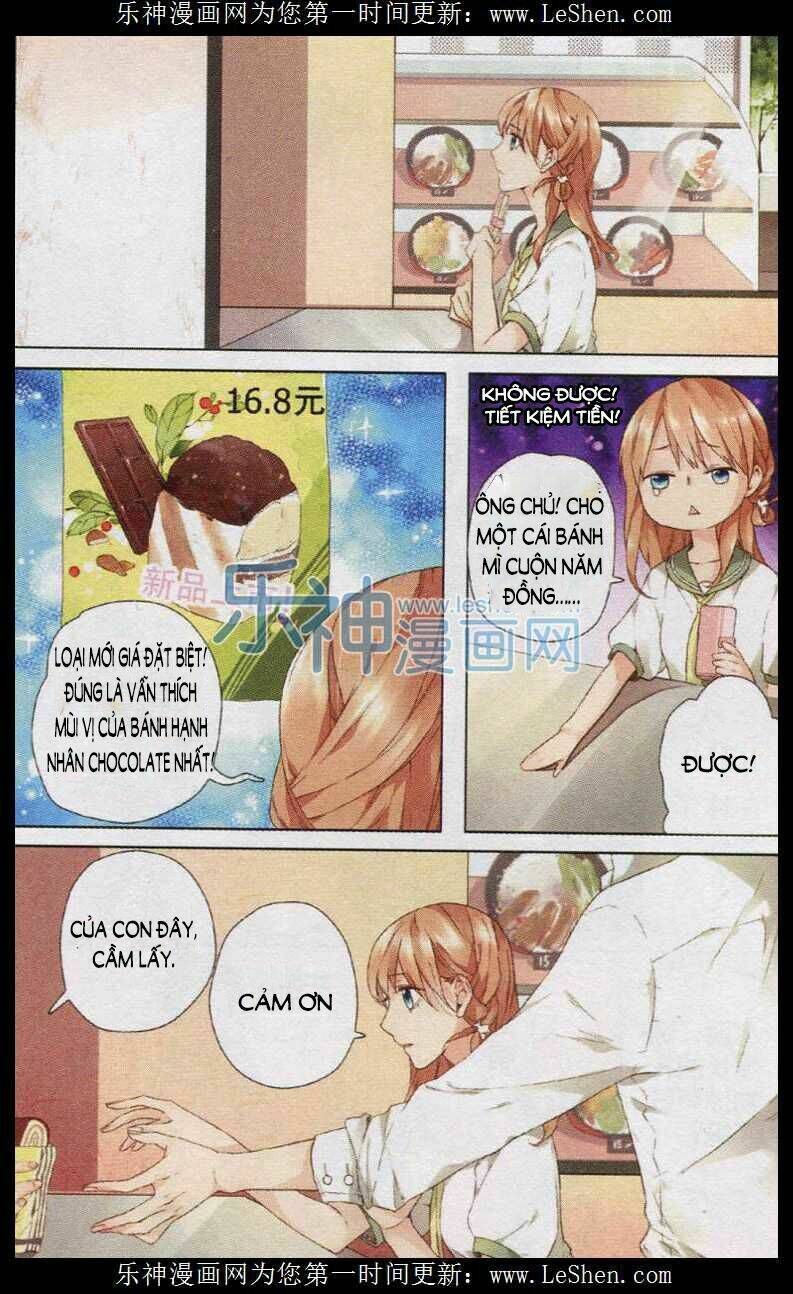 乐神漫画网为您第一时间更新：www.LeShen.com
16.8元
新品
LOẠI MỚI GIÁ ĐẶT BIỆT!
ĐÚNG LÀ VẪN THÍCH
MÙI VỊ CỦA BÁNH HẠNH
NHÂN CHOCOLATE NHẤT!
KHÔNG ĐƯỢC!
TIẾT KIỆM TIỀN!
ÔNG CHỦ! CHO
MỘT CÁI BÁNH
MÌ CUỘN NĂM
ĐỒNG......
ĐƯỢC!
乐神漫画网
www.lesh
CỦA CON ĐÂY,
CẦM LẤY.
CẢM ƠN
15
乐神漫画网为您第一时间更新：www.LeShen.com